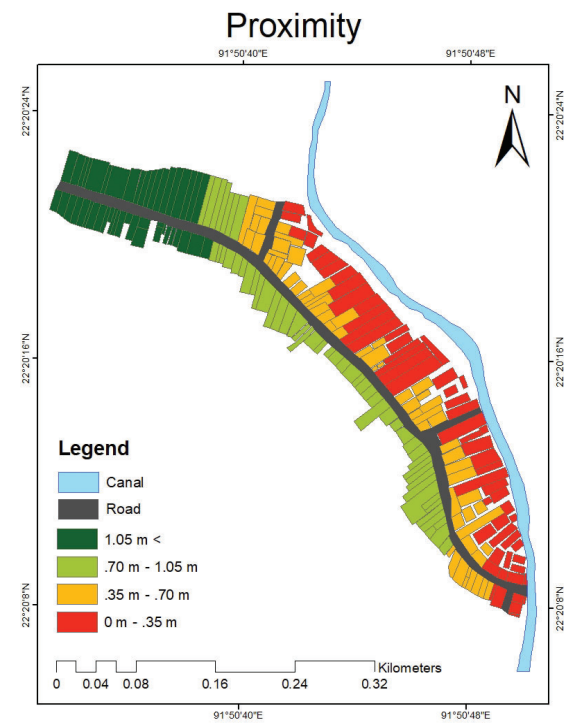 Proximity
91°50'40"E
91°50'48"E
22°20'24"N
22°20'24"N
N
22°20'16"N
22°20'16"N
Legend
Canal
Road
1.05 m <
.70 m - 1.05 m
.35 m - .70 m
0 m - .35 m
22°20'8"N
22°20'8"N
Kilometers
0 0.04 0.08 0.16 0.24 0.32
91°50'40"E
91°50'48"E